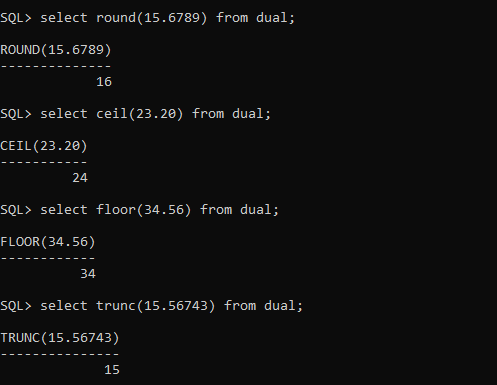 SQL> select round(15.6789) from dual;
ROUND(15.6789)
--------------
16
SQL> select ceil(23.20) from dual;
CEIL(23.20)
-----------
24
SQL> select floor(34.56) from dual;
FLOOR(34.56)
------------
34
SQL> select trunc(15.56743) from dual;
TRUNC(15.56743)
---------------
15